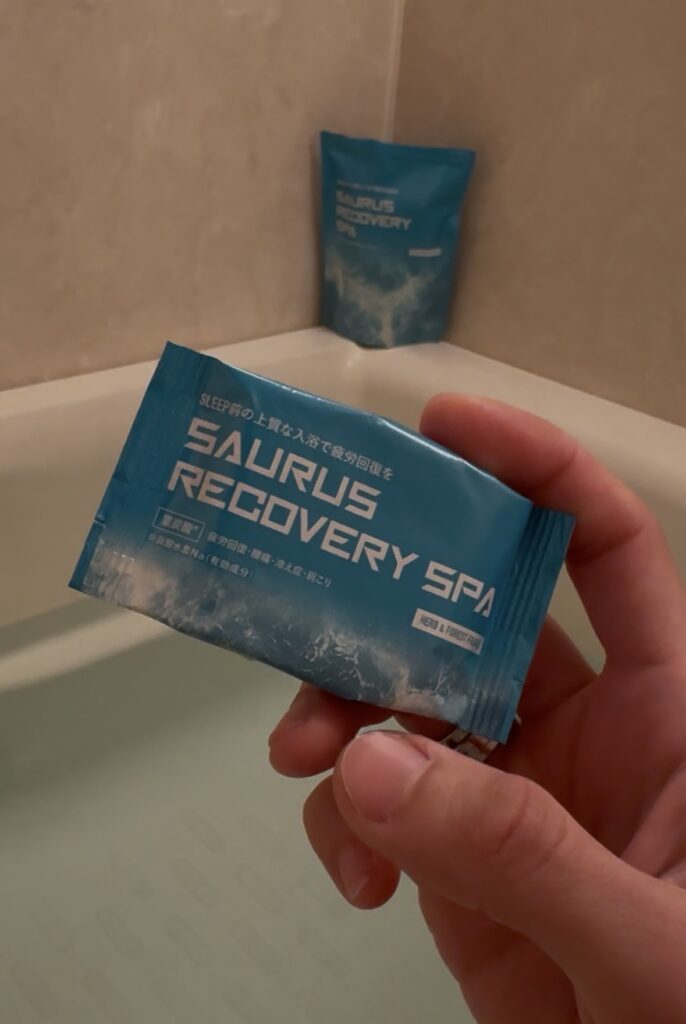 SAURUS
RECOVERY
SPA
SLEEP前の上質な入浴で疲労回復を
SAURUS
RECOVERY SPA
重炭酸*
疲労回復・腰痛・冷え症・肩こり
※炭酸水素Na(有効成分)
HERB & FOREST